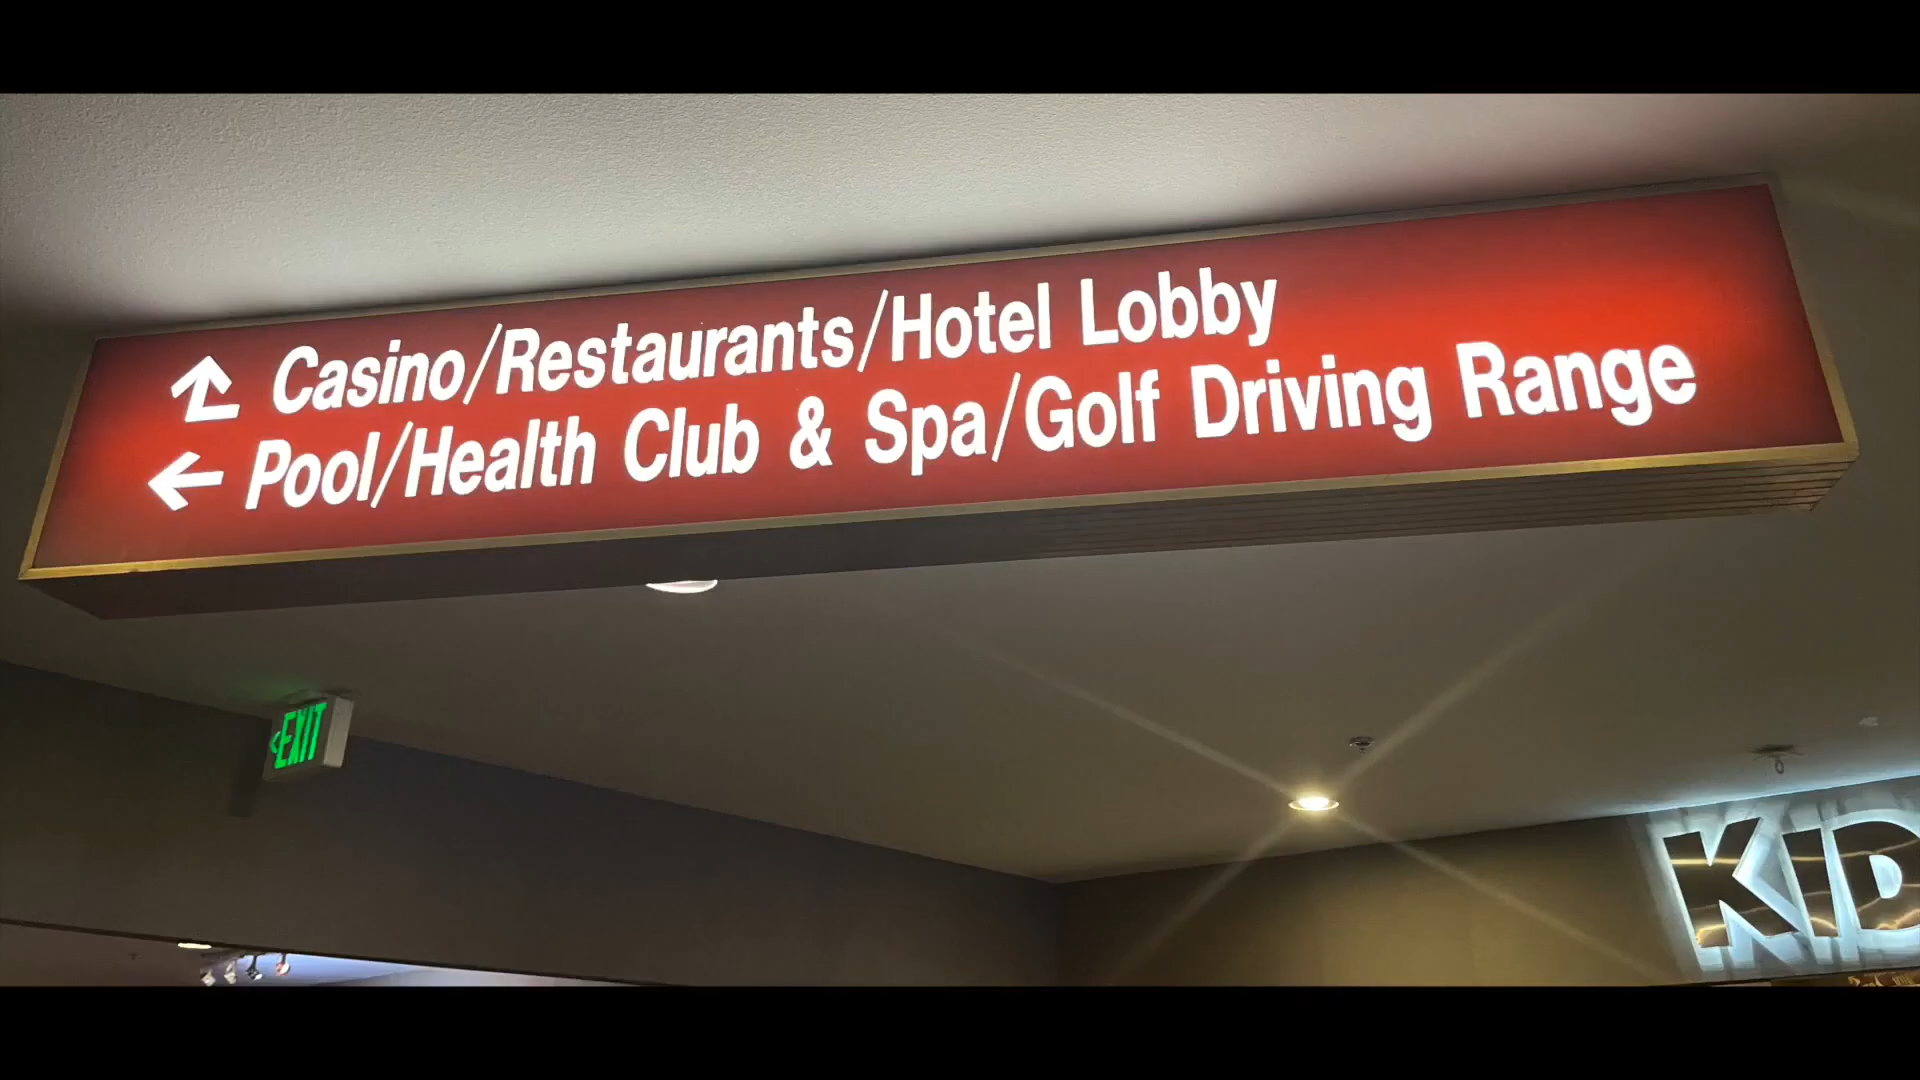 Casino/Restaurants/Hotel Lobby
Pool/Health Club & Spa/Golf Driving Range
EXIT
KID